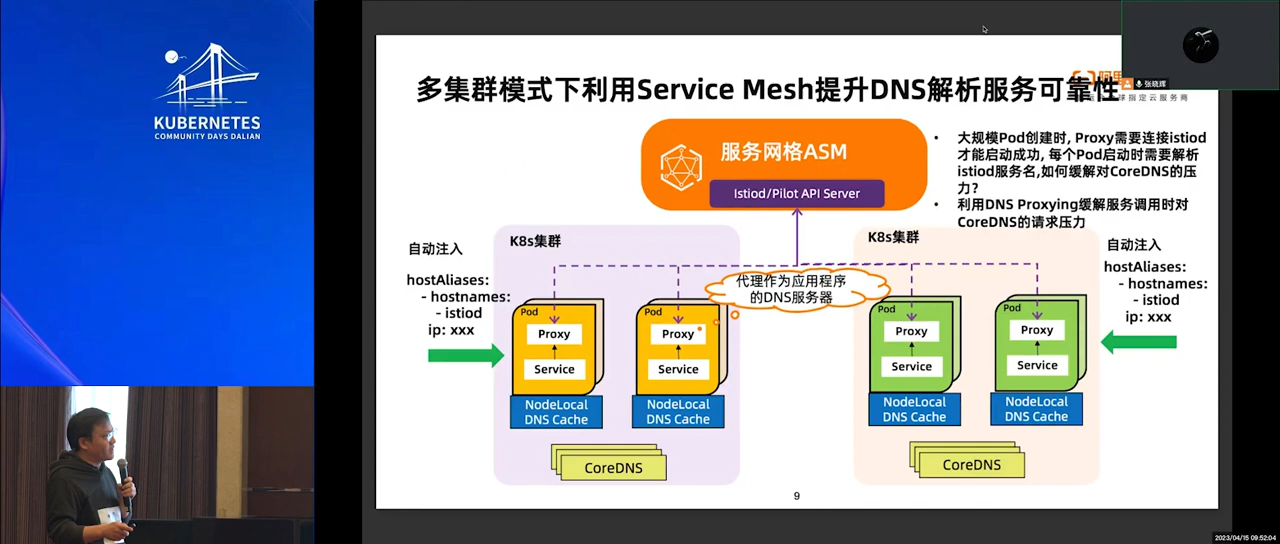 KUBERNETES
COMMUNITY DAYS DALIAN
多集群模式下利用Service Mesh提升DNS解析服务可靠性
张晓辉
球指定云服务商
服务网格ASM
Istiod/Pilot API Server
• 大规模Pod创建时, Proxy需要连接istiod
才能启动成功, 每个Pod启动时需要解析
istiod服务名,如何缓解对CoreDNS的压
力?
• 利用DNS Proxying缓解服务调用时对
CoreDNS的请求压力
自动注入
hostAliases:
- hostnames:
- istiod
ip: xxx
K8s集群
Pod
Proxy
Service
NodeLocal
DNS Cache
Pod
Proxy
Service
NodeLocal
DNS Cache
CoreDNS
代理作为应用程序
的DNS服务器
K8s集群
Pod
Proxy
Service
NodeLocal
DNS Cache
Pod
Proxy
Service
NodeLocal
DNS Cache
CoreDNS
自动注入
hostAliases:
- hostnames:
- istiod
ip: xxx
9
2023/04/15 09:52:04